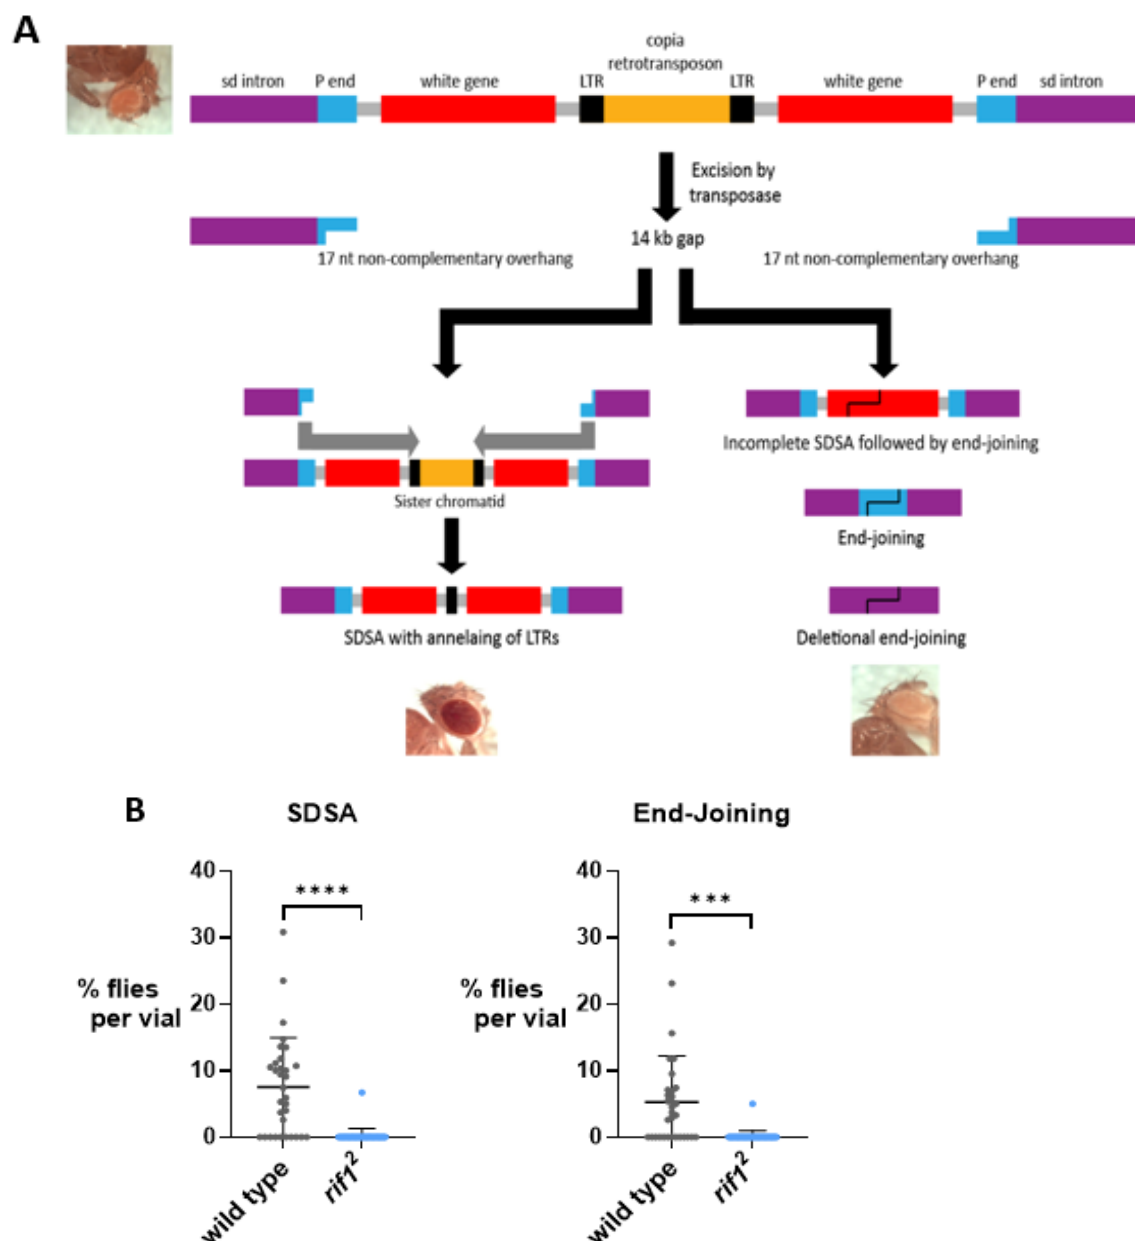 A
copia
retrotransposon
sd intron P end white gene LTR LTR white gene P end sd intron
Excision by
transposase
14 kb gap
17 nt non-complementary overhang 17 nt non-complementary overhang
Incomplete SDSA followed by end-joining
Sister chromatid
End-joining
SDSA with annelaing of LTRs
Deletional end-joining
B
SDSA
40
30
20
10
0
% flies
per vial
****
wild type
rif1²
End-Joining
40
30
20
10
0
% flies
per vial
***
wild type
rif1²